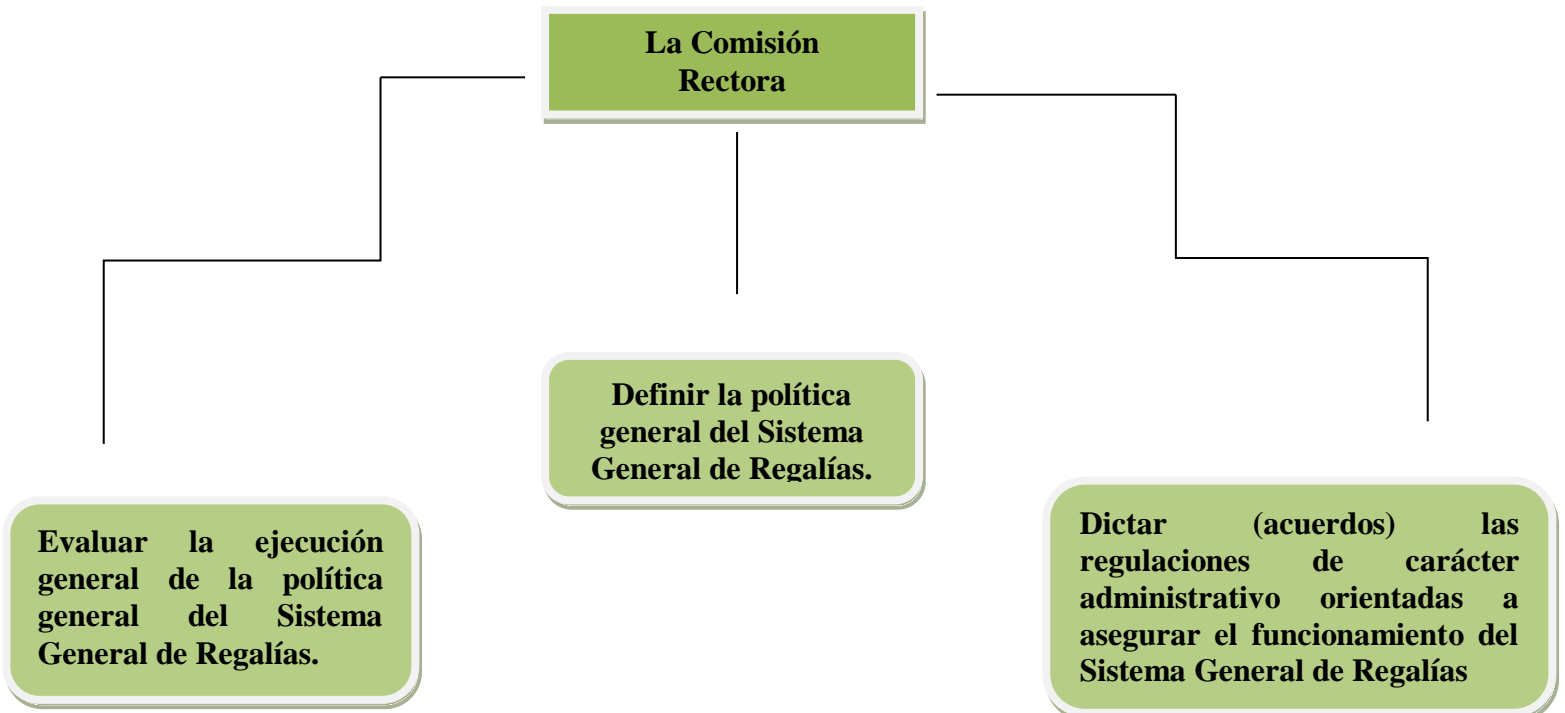 La Comisión
Rectora
Definir la política
general del Sistema
General de Regalías.
Evaluar la ejecución
general de la política
general del Sistema
General de Regalías.
Dictar (acuerdos) las
regulaciones de carácter
administrativo orientadas a
asegurar el funcionamiento del
Sistema General de Regalías